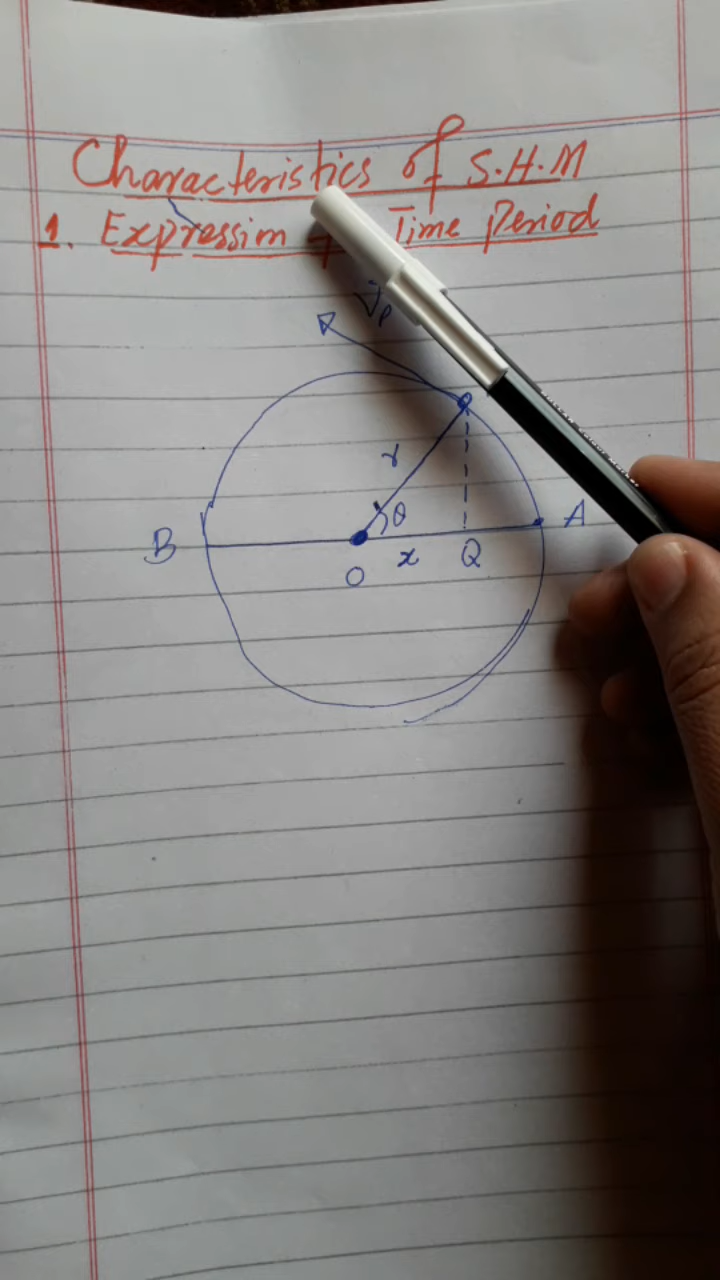 Characteristics of S.H.M
1. Expression Time Period
r
θ
B
A
O
x
Q